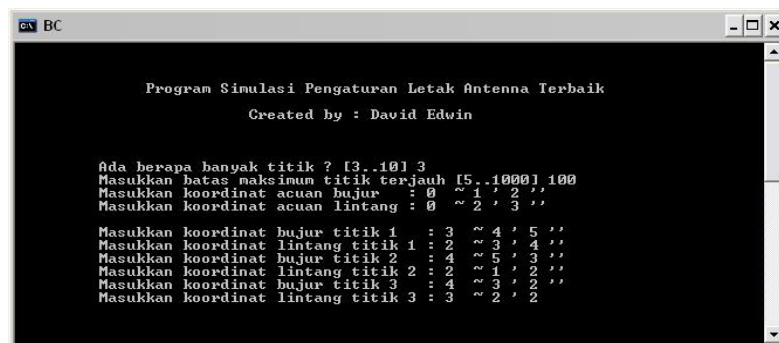 BC
Program Simulasi Pengaturan Letak Antenna Terbaik
Created by : David Edwin
Ada berapa banyak titik ? [3..10] 3
Masukkan batas maksimum titik terjauh [5..1000] 100
Masukkan koordinat acuan bujur : 0 ~ 1 ' 2 ''
Masukkan koordinat acuan lintang : 0 ~ 2 ' 3 ''
Masukkan koordinat bujur titik 1 : 3 ~ 4 ' 5 ''
Masukkan koordinat lintang titik 1 : 2 ~ 3 ' 4 ''
Masukkan koordinat bujur titik 2 : 4 ~ 5 ' 3 ''
Masukkan koordinat lintang titik 2 : 2 ~ 1 ' 2 ''
Masukkan koordinat bujur titik 3 : 4 ~ 3 ' 2 ''
Masukkan koordinat lintang titik 3 : 3 ~ 2 ' 2